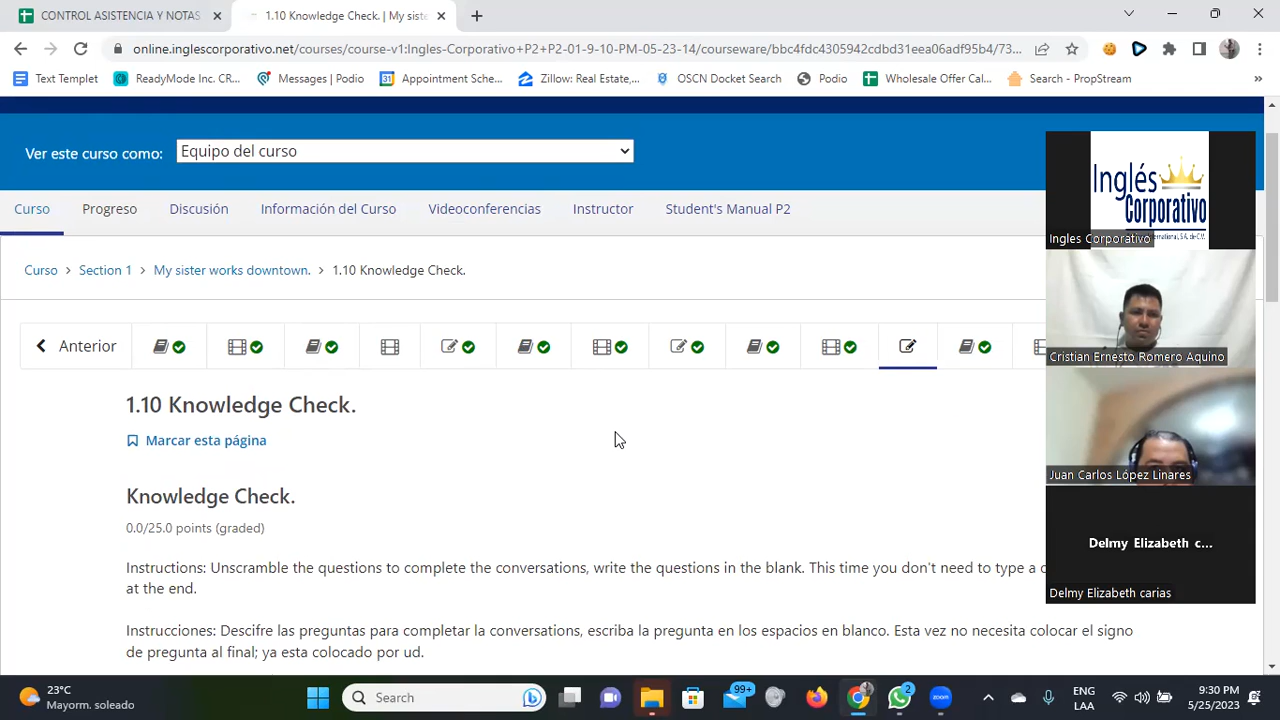 CONTROL ASISTENCIA Y NOTAS
1.10 Knowledge Check. | My siste
online.inglescorporativo.net/courses/course-v1:Ingles-Corporativo+P2+P2-01-9-10-PM-05-23-14/courseware/bbc4fdc4305942cdbd31eea06adf95b4/73...
Text Templet
ReadyMode Inc. CR...
Messages | Podio
Appointment Sche...
Zillow: Real Estate,...
OSCN Docket Search
Podio
Wholesale Offer Cal...
Search - PropStream
Ver este curso como:
Equipo del curso
Curso
Progreso
Discusión
Información del Curso
Videoconferencias
Instructor
Student's Manual P2
Curso > Section 1 > My sister works downtown. > 1.10 Knowledge Check.
Anterior
1.10 Knowledge Check.
Marcar esta página
Knowledge Check.
0.0/25.0 points (graded)
Instructions: Unscramble the questions to complete the conversations, write the questions in the blank. This time you don't need to type a
at the end.
Instrucciones: Descifre las preguntas para completar la conversations, escriba la pregunta en los espacios en blanco. Esta vez no necesita colocar el signo
de pregunta al final; ya esta colocado por ud.
Inglés
Corporativo
Ingles Corporativo
Cristian Ernesto Romero Aquino
Juan Carlos López Linares
Delmy Elizabeth c...
Delmy Elizabeth carias
23°C
Mayorm. soleado
Search
99+
2
ENG
LAA
9:30 PM
5/25/2023